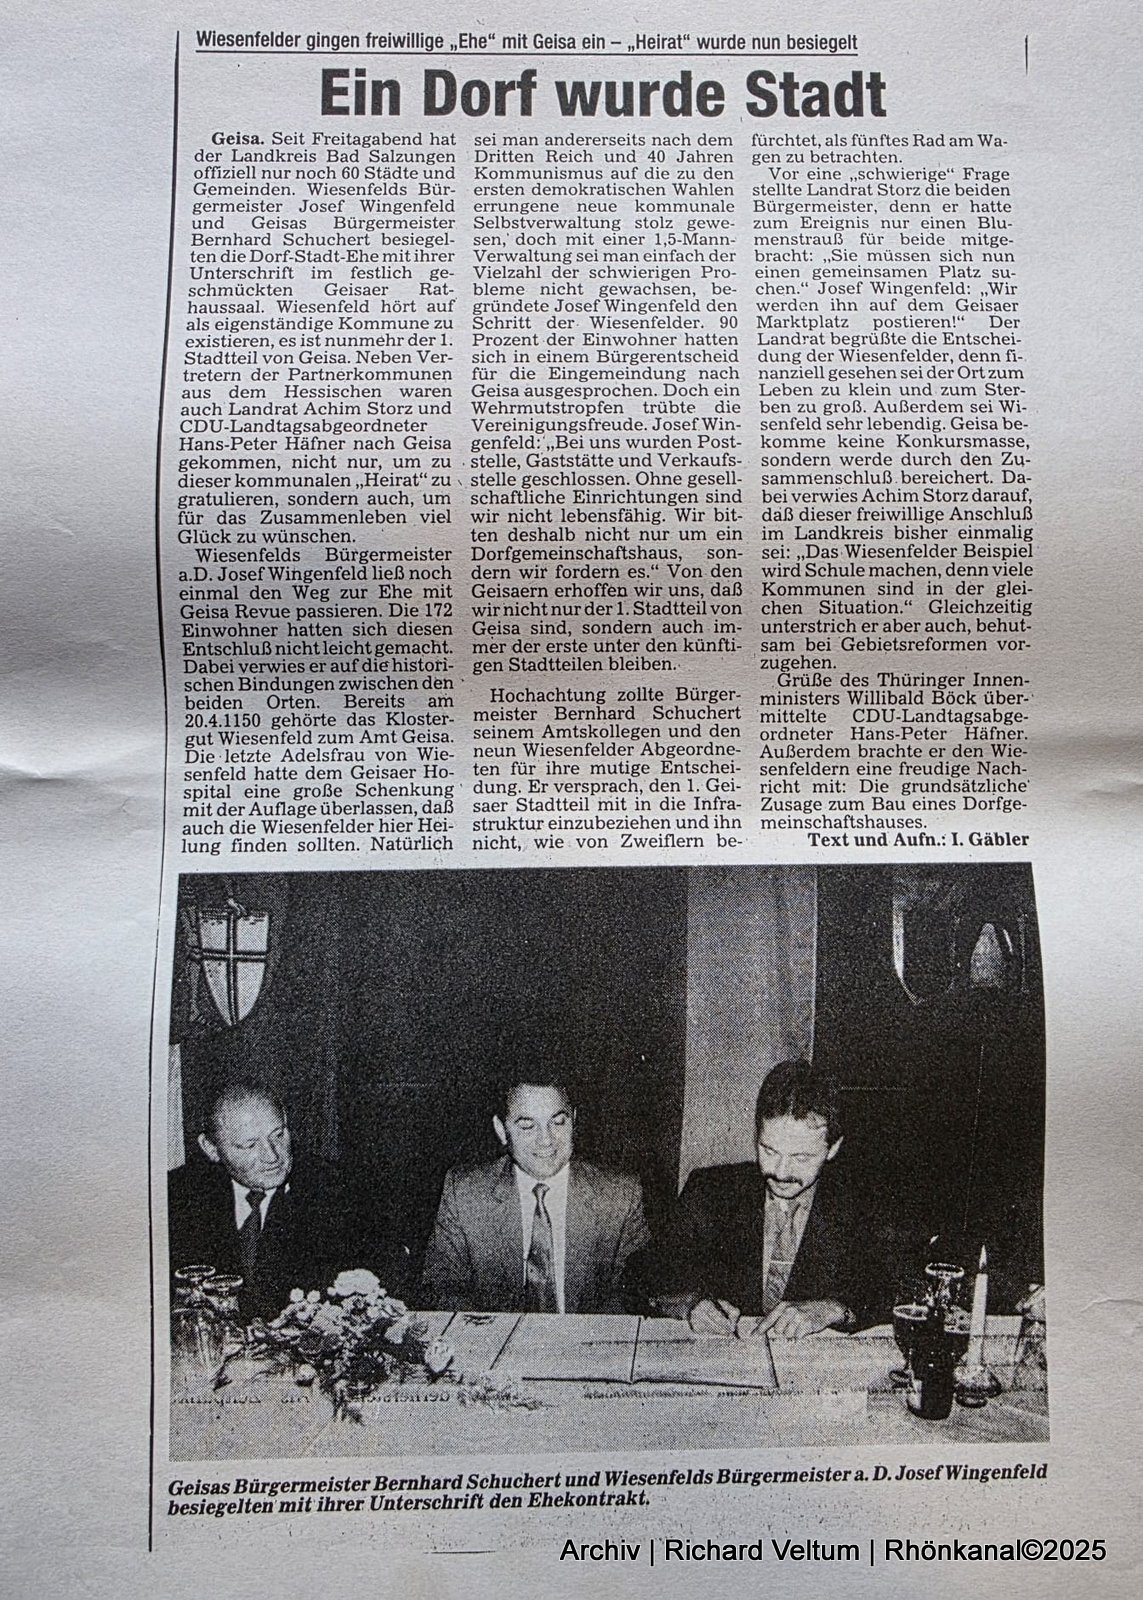 Wiesenfelder gingen freiwillige „Ehe“ mit Geisa ein – „Heirat“ wurde nun besiegelt
Ein Dorf wurde Stadt
Geisa. Seit Freitagabend hat
der Landkreis Bad Salzungen
offiziell nur noch 60 Städte und
Gemeinden. Wiesenfelds Bür-
germeister Josef Wingenfeld
und Geisas Bürgermeister
Bernhard Schuchert besiegel-
ten die Dorf-Stadt-Ehe mit ihrer
Unterschrift im festlich ge-
schmückten Geisaer Rat-
haussaal. Wiesenfeld hört auf
als eigenständige Kommune zu
existieren, es ist nunmehr der 1.
Stadtteil von Geisa. Neben Ver-
tretern der Partnerkommunen
aus dem Hessischen waren
auch Landrat Achim Storz und
CDU-Landtagsabgeordneter
Hans-Peter Häfner nach Geisa
gekommen, nicht nur, um zu
dieser kommunalen „Heirat“ zu
gratulieren, sondern auch, um
für das Zusammenleben viel
Glück zu wünschen.
Wiesenfelds Bürgermeister
a.D. Josef Wingenfeld ließ noch
einmal den Weg zur Ehe mit
Geisa Revue passieren. Die 172
Einwohner hatten sich diesen
Entschluß nicht leicht gemacht.
Dabei verwies er auf die histori-
schen Bindungen zwischen den
beiden Orten. Bereits am
20.4.1150 gehörte das Kloster-
gut Wiesenfeld zum Amt Geisa.
Die letzte Adelsfrau von Wie-
senfeld hatte dem Geisaer Ho-
spital eine große Schenkung
mit der Auflage überlassen, daß
auch die Wiesenfelder hier Hei-
lung finden sollten. Natürlich
sei man andererseits nach dem
Dritten Reich und 40 Jahren
Kommunismus auf die zu den
ersten demokratischen Wahlen
errungene neue kommunale
Selbstverwaltung stolz gewe-
sen, doch mit einer 1,5-Mann-
Verwaltung sei man einfach der
Vielzahl der schwierigen Pro-
bleme nicht gewachsen, be-
gründete Josef Wingenfeld den
Schritt der Wiesenfelder. 90
Prozent der Einwohner hatten
sich in einem Bürgerentscheid
für die Eingemeindung nach
Geisa ausgesprochen. Doch ein
Wehrmutstropfen trübte die
Vereinigungsfreude. Josef Win-
genfeld: „Bei uns wurden Post-
stelle, Gaststätte und Verkaufs-
stelle geschlossen. Ohne gesell-
schaftliche Einrichtungen sind
wir nicht lebensfähig. Wir bit-
ten deshalb nicht nur um ein
Dorfgemeinschaftshaus, son-
dern wir fordern es.“ Von den
Geisaern erhoffen wir uns, daß
wir nicht nur der 1. Stadtteil von
Geisa sind, sondern auch im-
mer der erste unter den künfti-
gen Stadtteilen bleiben.
Hochachtung zollte Bürger-
meister Bernhard Schuchert
seinem Amtskollegen und den
neun Wiesenfelder Abgeordne-
ten für ihre mutige Entschei-
dung. Er versprach, den 1. Gei-
saer Stadtteil mit in die Infra-
struktur einzubeziehen und ihn
nicht, wie von Zweiflern be-
fürchtet, als fünftes Rad am Wa-
gen zu betrachten.
Vor eine „schwierige“ Frage
stellte Landrat Storz die beiden
Bürgermeister, denn er hatte
zum Ereignis nur einen Blu-
menstrauß für beide mitge-
bracht: „Sie müssen sich nun
einen gemeinsamen Platz su-
chen.“ Josef Wingenfeld: „Wir
werden ihn auf dem Geisaer
Marktplatz postieren!“ Der
Landrat begrüßte die Entschei-
dung der Wiesenfelder, denn fi-
nanziell gesehen sei der Ort zum
Leben zu klein und zum Ster-
ben zu groß. Außerdem sei Wi-
senfeld sehr lebendig. Geisa be-
komme keine Konkursmasse,
sondern werde durch den Zu-
sammenschluß bereichert. Da-
bei verwies Achim Storz darauf,
daß dieser freiwillige Anschluß
im Landkreis bisher einmalig
sei: „Das Wiesenfelder Beispiel
wird Schule machen, denn viele
Kommunen sind in der glei-
chen Situation.“ Gleichzeitig
unterstrich er aber auch, behut-
sam bei Gebietsreformen vor-
zugehen.
Grüße des Thüringer Innen-
ministers Willibald Böck über-
mittelte CDU-Landtagsabge-
ordneter Hans-Peter Häfner.
Außerdem brachte er den Wie-
senfeldern eine freudige Nach-
richt mit: Die grundsätzliche
Zusage zum Bau eines Dorfge-
meinschaftshauses.
Text und Aufn.: I. Gäbler
Geisas Bürgermeister Bernhard Schuchert und Wiesenfelds Bürgermeister a. D. Josef Wingenfeld
besiegelten mit ihrer Unterschrift den Ehekontrakt.
Archiv | Richard Veltum | Rhönkanal©2025